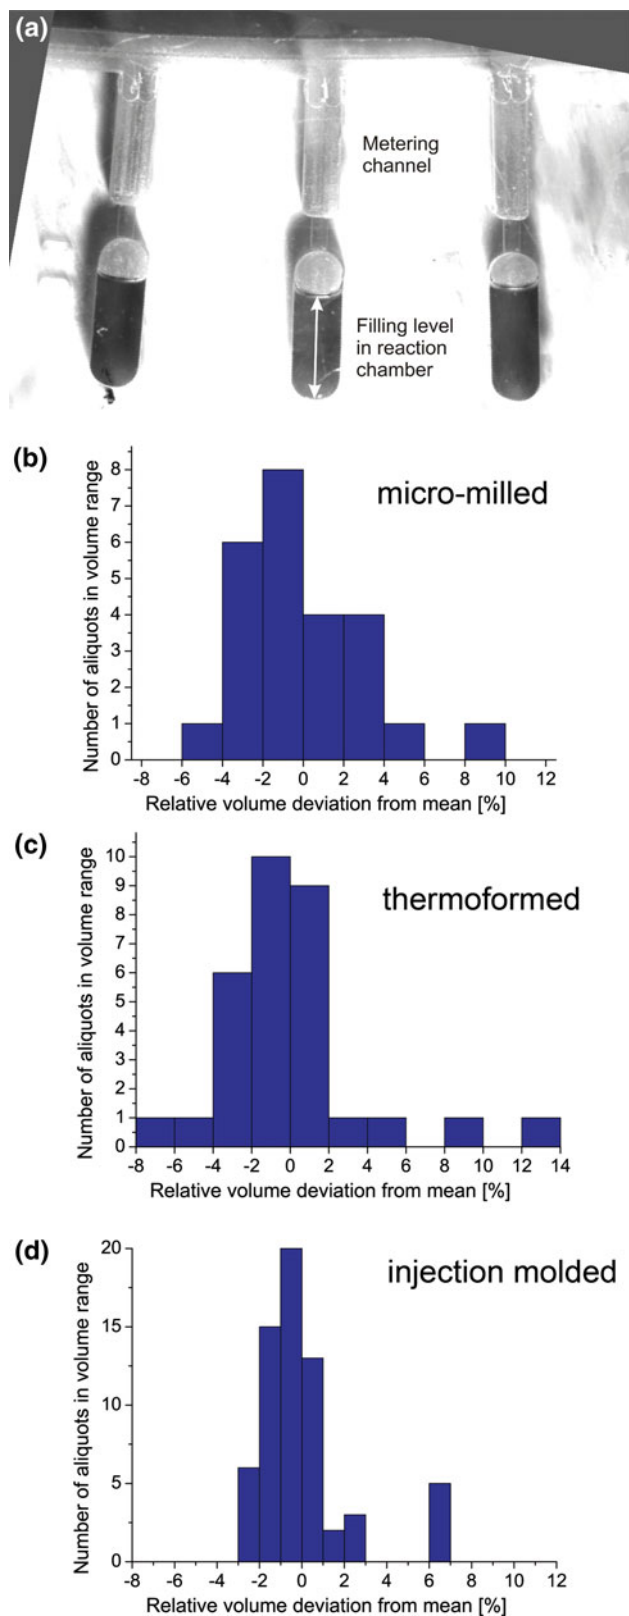 (a)
Metering
channel
Filling level
in reaction
chamber
(b)
micro-milled
Number of aliquots in volume range
8
7
6
5
4
3
2
1
0
-8 -6 -4 -2 0 2 4 6 8 10 12
Relative volume deviation from mean [%]
(c)
thermoformed
Number of aliquots in volume range
10
9
8
7
6
5
4
3
2
1
0
-8 -6 -4 -2 0 2 4 6 8 10 12 14
Relative volume deviation from mean [%]
(d)
injection molded
Number of aliquots in volume range
20
15
10
5
0
-8 -6 -4 -2 0 2 4 6 8 10 12
Relative volume deviation from mean [%]